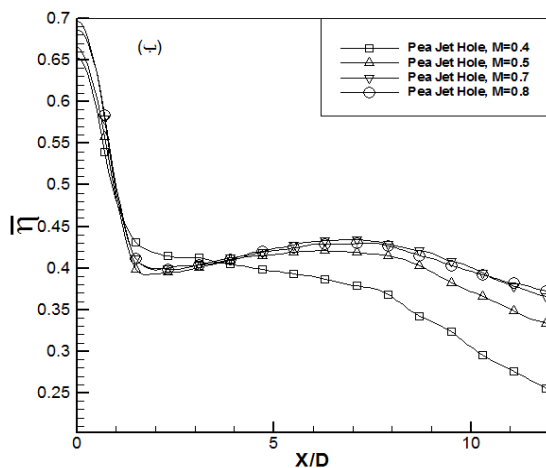 0.7
0.65
0.6
0.55
0.5
0.45
0.4
0.35
0.3
0.25
η̅
Pea Jet Hole, M=0.4
Pea Jet Hole, M=0.5
Pea Jet Hole, M=0.7
Pea Jet Hole, M=0.8
0
5
10
X/D